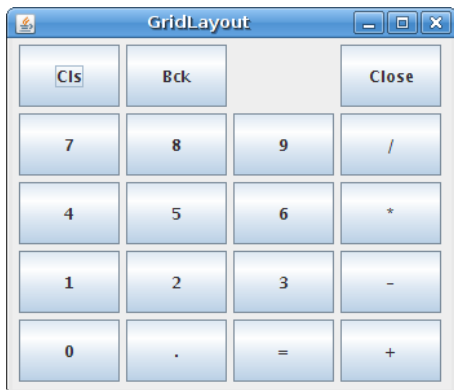 GridLayout
Cls Bck Close
7 8 9 /
4 5 6 *
1 2 3 -
0 . = +